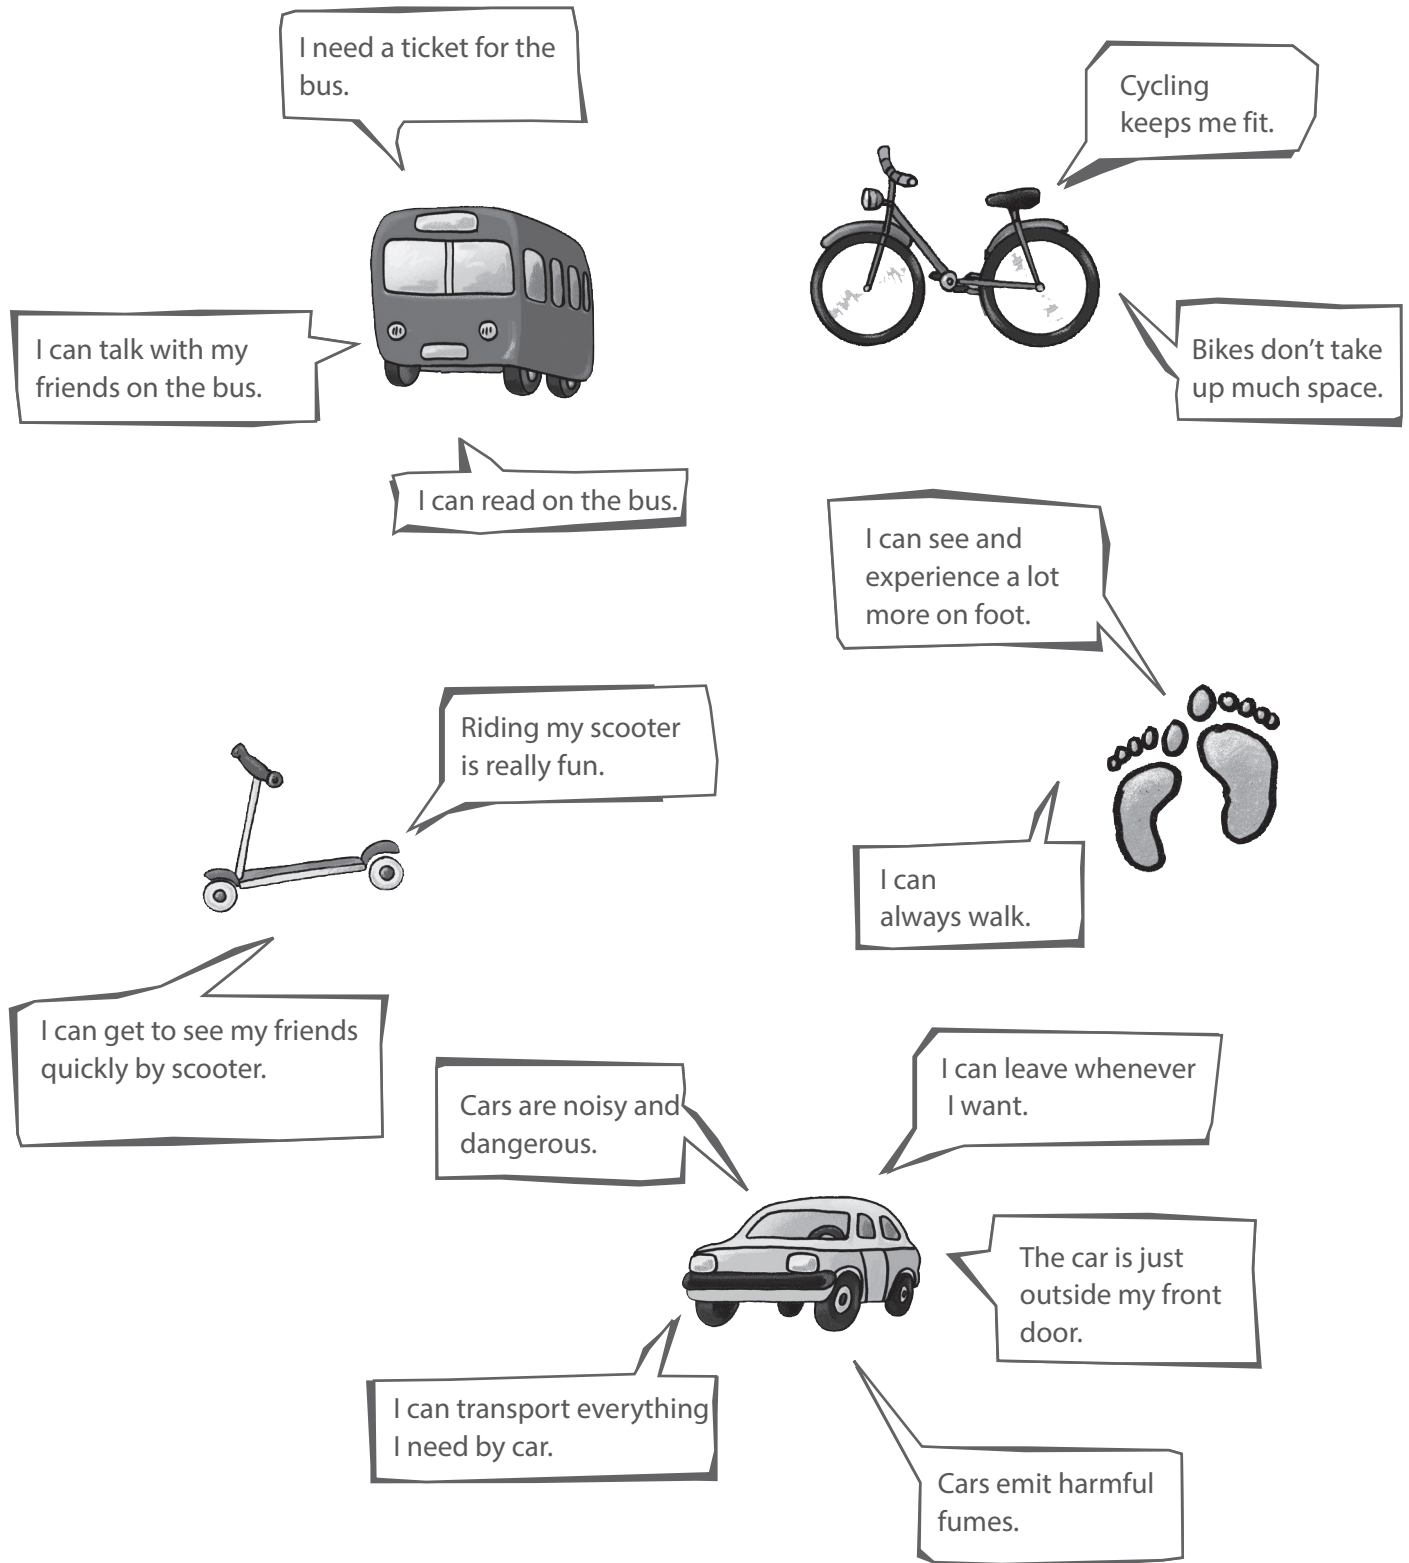 I need a ticket for the
bus.
Cycling
keeps me fit.
I can talk with my
friends on the bus.
Bikes don’t take
up much space.
I can read on the bus.
I can see and
experience a lot
more on foot.
Riding my scooter
is really fun.
I can
always walk.
I can get to see my friends
quickly by scooter.
Cars are noisy and
dangerous.
I can leave whenever
I want.
The car is just
outside my front
door.
I can transport everything
I need by car.
Cars emit harmful
fumes.